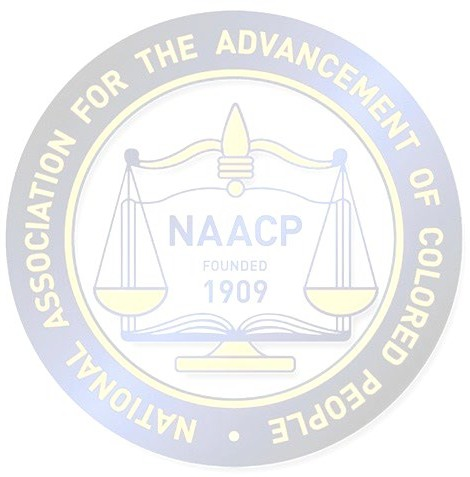 NATIONAL ASSOCIATION FOR THE ADVANCEMENT OF COLORED PEOPLE •
NAACP
FOUNDED
1909